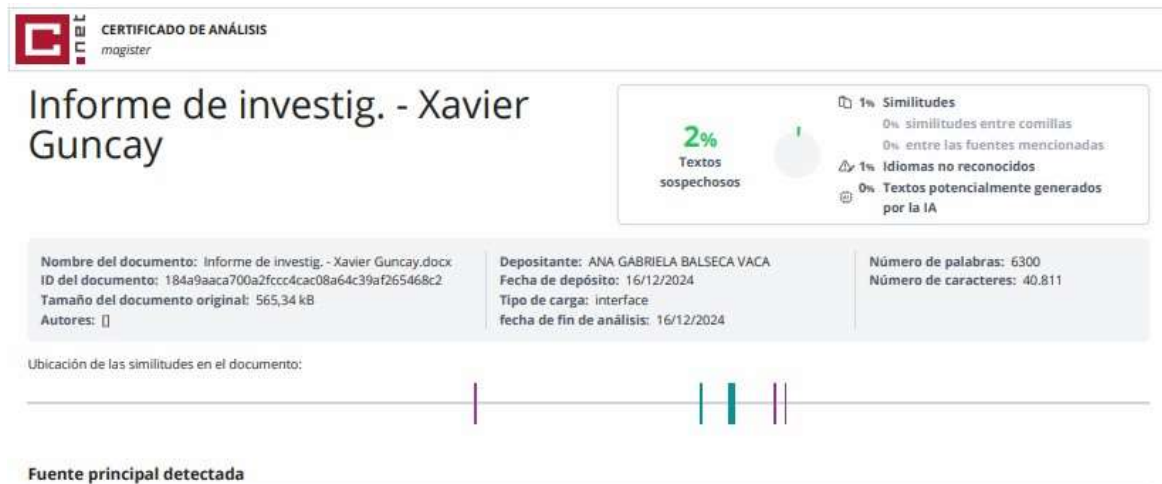 C
.net
CERTIFICADO DE ANÁLISIS
magister
Informe de investig. - Xavier
Guncay
2%
Textos
sospechosos
1% Similitudes
0% similitudes entre comillas
0% entre las fuentes mencionadas
1% Idiomas no reconocidos
0% Textos potencialmente generados
por la IA
Nombre del documento: Informe de investig. - Xavier Guncay.docx
ID del documento: 184a9aaca700a2fccc4cac08a64c39af265468c2
Tamaño del documento original: 565,34 kB
Autores: []
Depositante: ANA GABRIELA BALSECA VACA
Fecha de depósito: 16/12/2024
Tipo de carga: interface
fecha de fin de análisis: 16/12/2024
Número de palabras: 6300
Número de caracteres: 40.811
Ubicación de las similitudes en el documento:
Fuente principal detectada